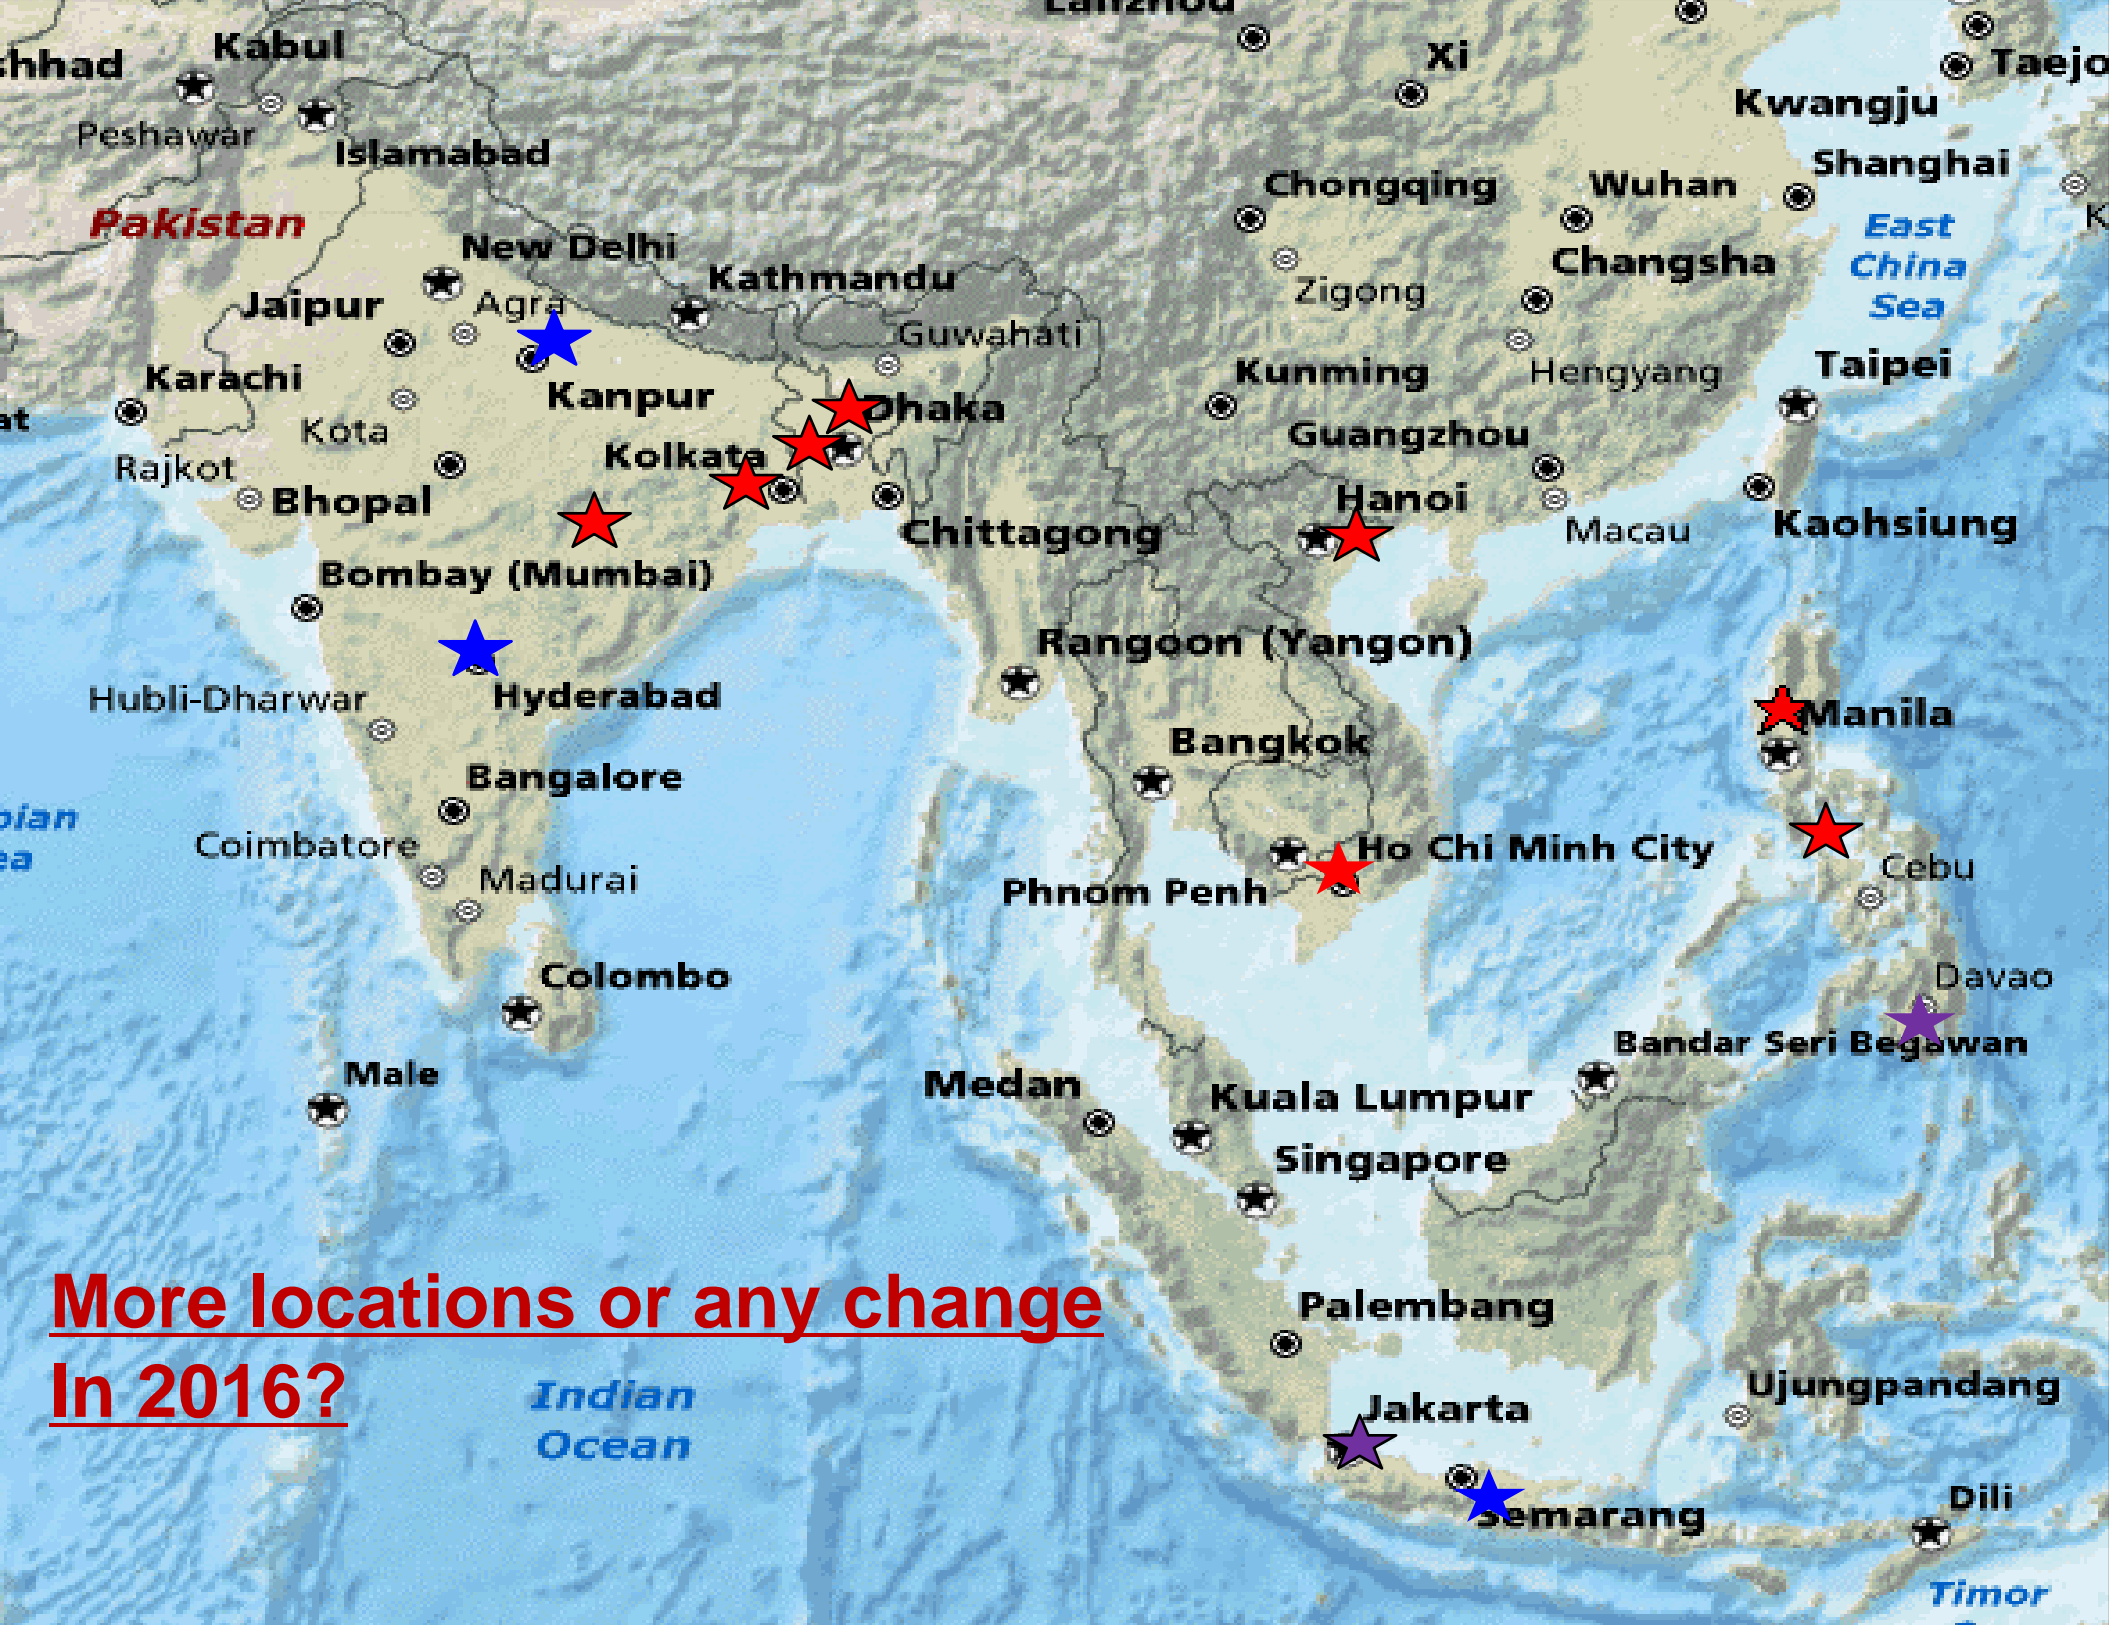 Lanzhou
Kabul
Xi
shhad
Taejo
Kwangju
Peshawar
Islamabad
Shanghai
Chongqing
Wuhan
Pakistan
K
East
China
Sea
New Delhi
Changsha
Kathmandu
Zigong
Jaipur
Agra
Guwahati
Taipei
Karachi
Kunming
Hengyang
Kanpur
Dhaka
at
Kota
Guangzhou
Kolkata
Rajkot
Bhopal
Hanoi
Macau
Kaohsiung
Chittagong
Bombay (Mumbai)
Rangoon (Yangon)
Hubli-Dharwar
Hyderabad
Manila
Bangkok
Bangalore
bian
ea
Coimbatore
Ho Chi Minh City
Cebu
Madurai
Phnom Penh
Colombo
Davao
Bandar Seri Begawan
Male
Medan
Kuala Lumpur
Singapore
More locations or any change
In 2016?
Palembang
Indian
Ocean
Ujungpandang
Jakarta
Semarang
Dili
Timor